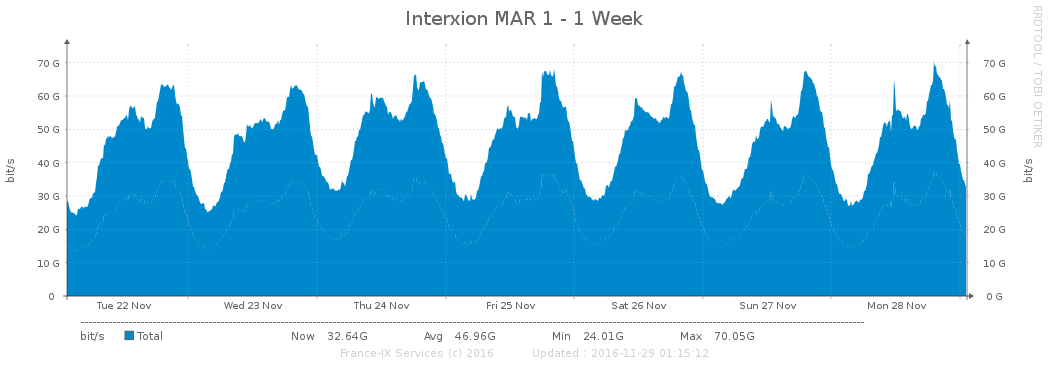 Interxion MAR 1 - 1 Week
RRDTOOL / TOBI OETIKER
bit/s
70 G 70 G
60 G 60 G
50 G 50 G
40 G 40 G
30 G 30 G
20 G 20 G
10 G 10 G
0 0 G
bit/s
Tue 22 Nov Wed 23 Nov Thu 24 Nov Fri 25 Nov Sat 26 Nov Sun 27 Nov Mon 28 Nov
bit/s Total Now 32.64G Avg 46.96G Min 24.01G Max 70.05G
France-IX Services (c) 2016 Updated : 2016-11-29 01:15:12